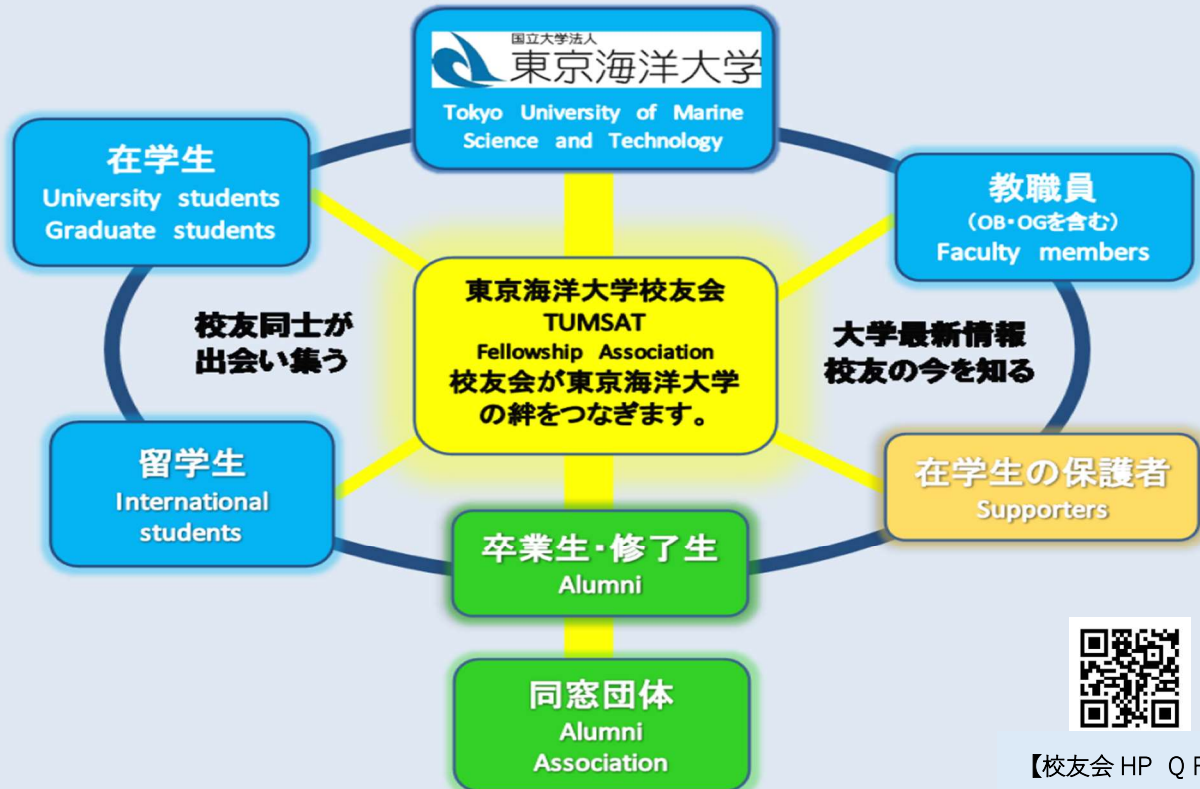 国立大学法人
東京海洋大学
Tokyo University of Marine
Science and Technology
在学生
University students
Graduate students
教職員
（OB・OGを含む）
Faculty members
東京海洋大学校友会
TUMSAT
Fellowship Association
校友会が東京海洋大学
の絆をつなぎます。
校友同士が
出会い集う
大学最新情報
校友の今を知る
留学生
International
students
在学生の保護者
Supporters
卒業生・修了生
Alumni
同窓団体
Alumni
Association
【校友会 HP Q